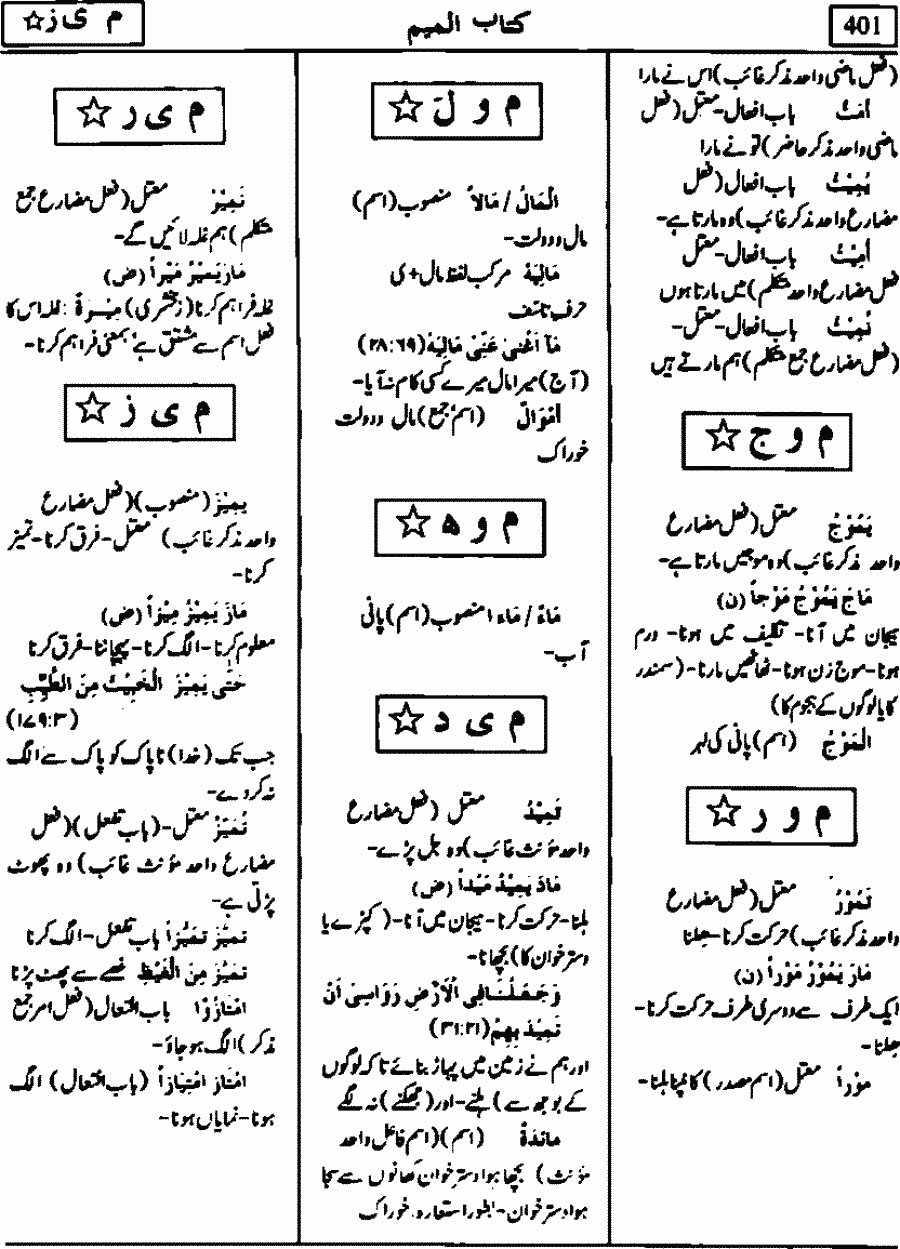 401
کتاب المیم
م ی ز ☆
(فعل ماضی واحد مذکر غائب) اس نے مارا
اَمَتَّ باب افعال-معتل (فعل
ماضی واحد مذکر حاضر) تو نے مارا
یُمِیْتُ باب افعال (فعل
مضارع واحد مذکر غائب) وہ مارتا ہے-
اُمِیْتُ باب افعال-معتل
فعل مضارع واحد متکلم) میں مارتا ہوں
نُمِیْتُ باب افعال-معتل-
(فعل مضارع جمع متکلم) ہم مارتے ہیں
م و ج ☆
یَمُوْجُ معتل (فعل مضارع
واحد مذکر غائب) وہ موجیں مارتا ہے-
مَاجَ یَمُوْجُ مَوْجاً (ن)
ہیجان میں آنا- تکلیف میں ہونا- ورم
ہونا-موج زن ہونا-ٹھاٹھیں مارنا-(سمندر
کا یا لوگوں کے ہجوم کا)
الْمَوْجُ (اسم) پانی کی لہر
م و ر ☆
تَمُوْرُ معتل (فعل مضارع
واحد مذکر غائب) حرکت کرنا-ہلنا
مَارَ یَمُوْرُ مَوْراً (ن)
ایک طرف سے دوسری طرف حرکت کرنا-
ہلنا-
مَوْراً معتل (اسم مصدر) کانپنا ہلنا-
م و ل ☆
الْمَالُ / مَالاً منصوب (اسم)
مال و دولت-
مَالِیَهْ مرکب لفظ مال+ی
حرف تاسف
مَآ اَغْنٰی عَنِّیْ مَالِیَهْ (۲۸:۶۹)
(آج) میرا مال میرے کسی کام نہ آیا-
اَمْوَالٌ (اسم جمع) مال و دولت
خوراک
م و ہ ☆
مَاءٌ / مَاء ا منصوب (اسم) پانی
آب-
م ی د ☆
تَمِیْدُ معتل (فعل مضارع
واحد مؤنث غائب) وہ ہل پڑے-
مَادَ یَمِیْدُ مَیْداً (ض)
ہلنا-حرکت کرنا-ہیجان میں آنا-(کپڑے یا
دسترخوان کا) بچھانا-
وَجَعَلْنَا فِی الْاَرْضِ رَوَاسِیَ اَنْ
تَمِیْدَ بِهِمْ (۳۱:۲۱)
اور ہم نے زمین میں پہاڑ بنائے تاکہ لوگوں
کے بوجھ سے) ہلنے-اور (جھکنے) نہ لگے
مائدَةٌ (اسم) (اسم فاعل واحد
مؤنث) بچھا ہوا دسترخوان کھانوں سے سجا
ہوا دسترخوان-بطور استعارہ خوراک
م ی ر ☆
نَمِیْرُ معتل (فعل مضارع جمع
متکلم) ہم غلہ لائیں گے-
مَارَ یَمِیْرُ مَیْراً (ض)
غلہ فراہم کرنا (زمخشری) مِیْرَةٌ : غلہ اس کا
فعل اسم سے مشتق ہے بمعنی فراہم کرنا-
م ی ز ☆
یمِیْزَ (منصوب) (فعل مضارع
واحد مذکر غائب) معتل-فرق کرنا-تمیز
کرنا-
مَازَ یَمِیْزُ مِیْزاً (ض)
معلوم کرنا-الگ کرنا-پہچاننا-فرق کرنا
حَتّٰی یَمِیْزَ الْخَبِیْثَ مِنَ الطَّیِّبِ
(۱۷۹:۳)
جب تک (خدا) ناپاک کو پاک سے الگ
نہ کر دے-
تُمَیَّزُ معتل-(باب تفعل) (فعل
مضارع واحد مؤنث غائب) وہ پھوٹ
پڑتی ہے-
تَمیّزَ تَمَیُّزاً باب تفعل-الگ کرنا
تَمَیَّزَ مِنَ الْغَیْظِ غصے سے پھٹ پڑنا
امْتَازُوْا باب افتعال (فعل امر جمع
مذکر) الگ ہو جاؤ-
امْتَازَ امْتِیَازاً (باب افتعال) الگ
ہونا-نمایاں ہونا-